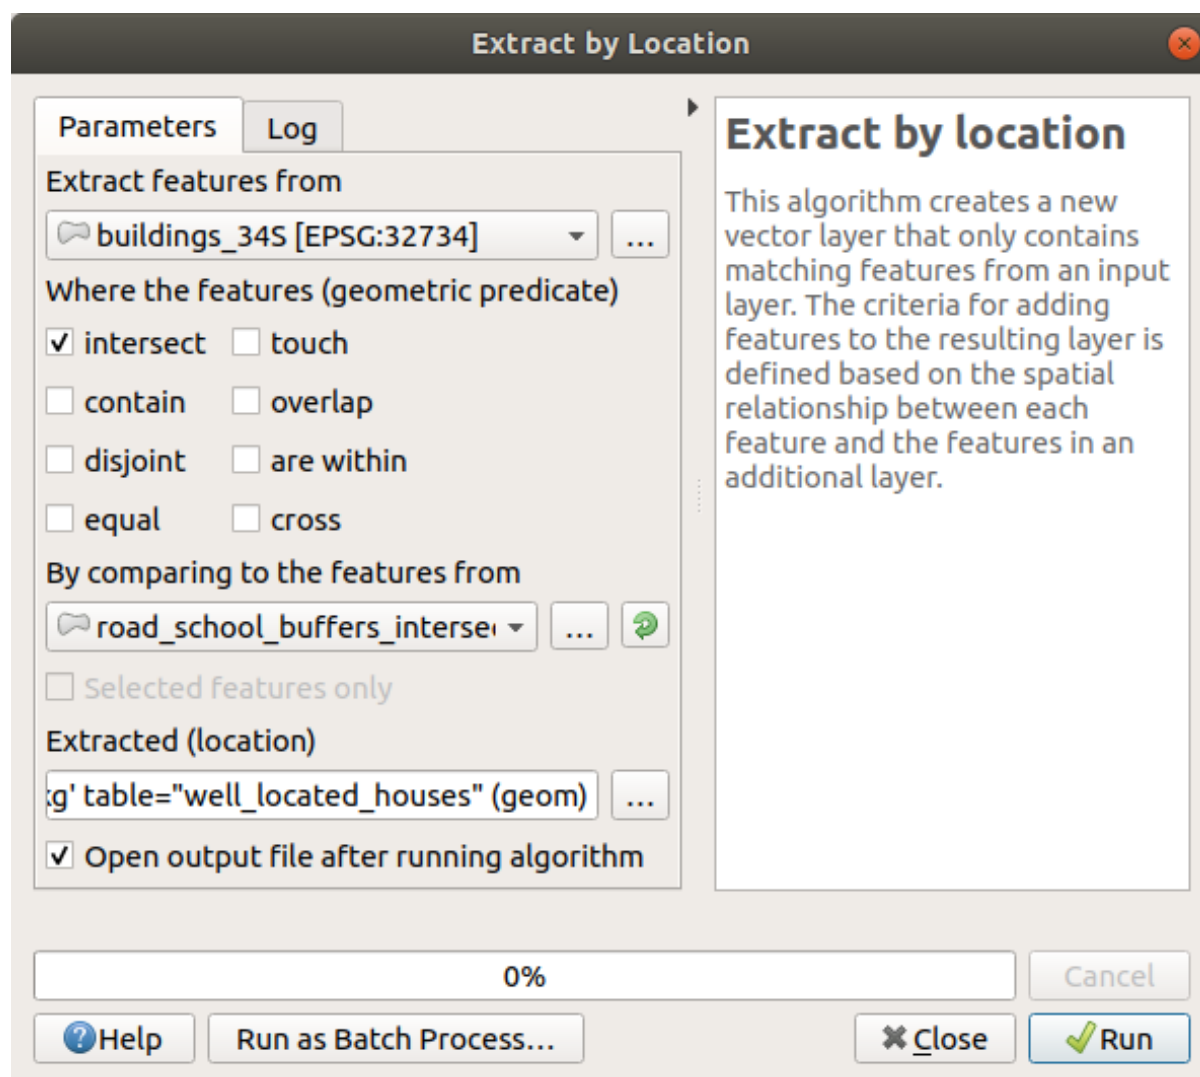 Extract by Location
Parameters
Log
Extract features from
buildings_34S [EPSG:32734]
...
Where the features (geometric predicate)
intersect
touch
contain
overlap
disjoint
are within
equal
cross
By comparing to the features from
road_school_buffers_interse
...
Selected features only
Extracted (location)
g' table="well_located_houses" (geom)
...
Open output file after running algorithm
Extract by location
This algorithm creates a new
vector layer that only contains
matching features from an input
layer. The criteria for adding
features to the resulting layer is
defined based on the spatial
relationship between each
feature and the features in an
additional layer.
0%
Cancel
Help
Run as Batch Process...
Close
Run